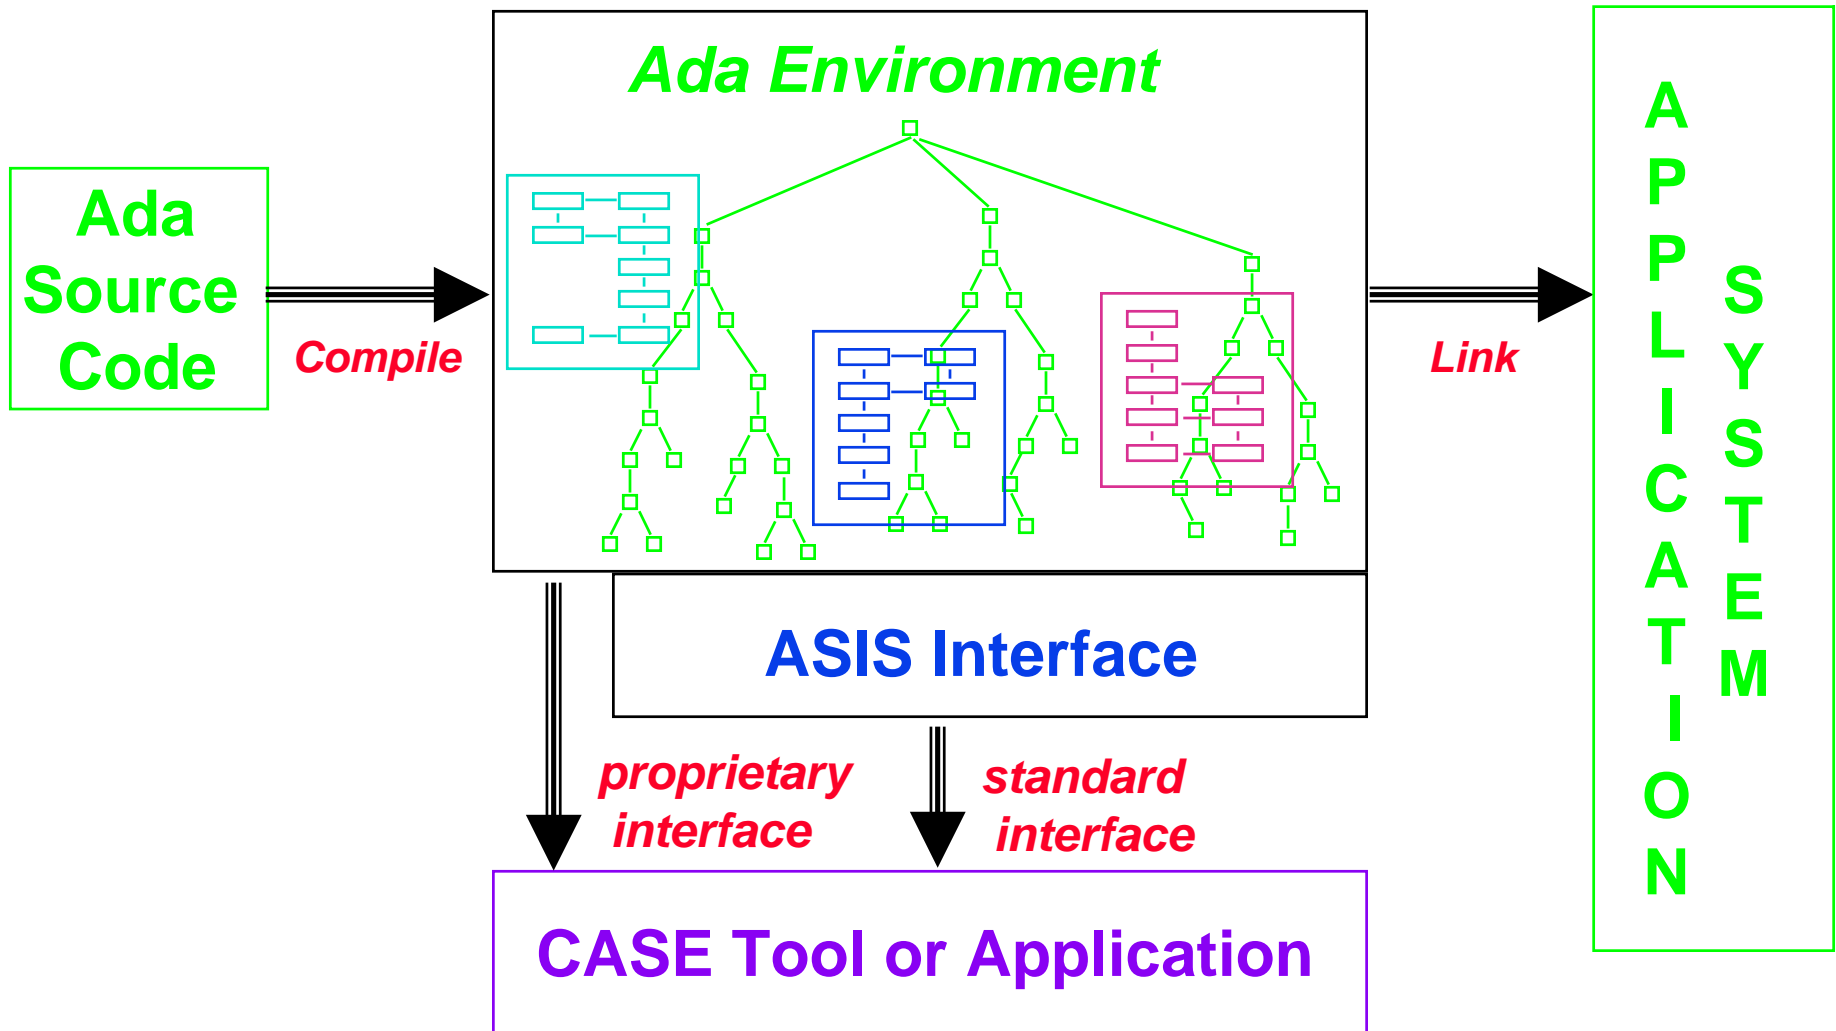 Ada Environment
Ada
Source
Code
Compile
Link
APPLICATION
SYSTEM
ASIS Interface
proprietary
interface
standard
interface
CASE Tool or Application